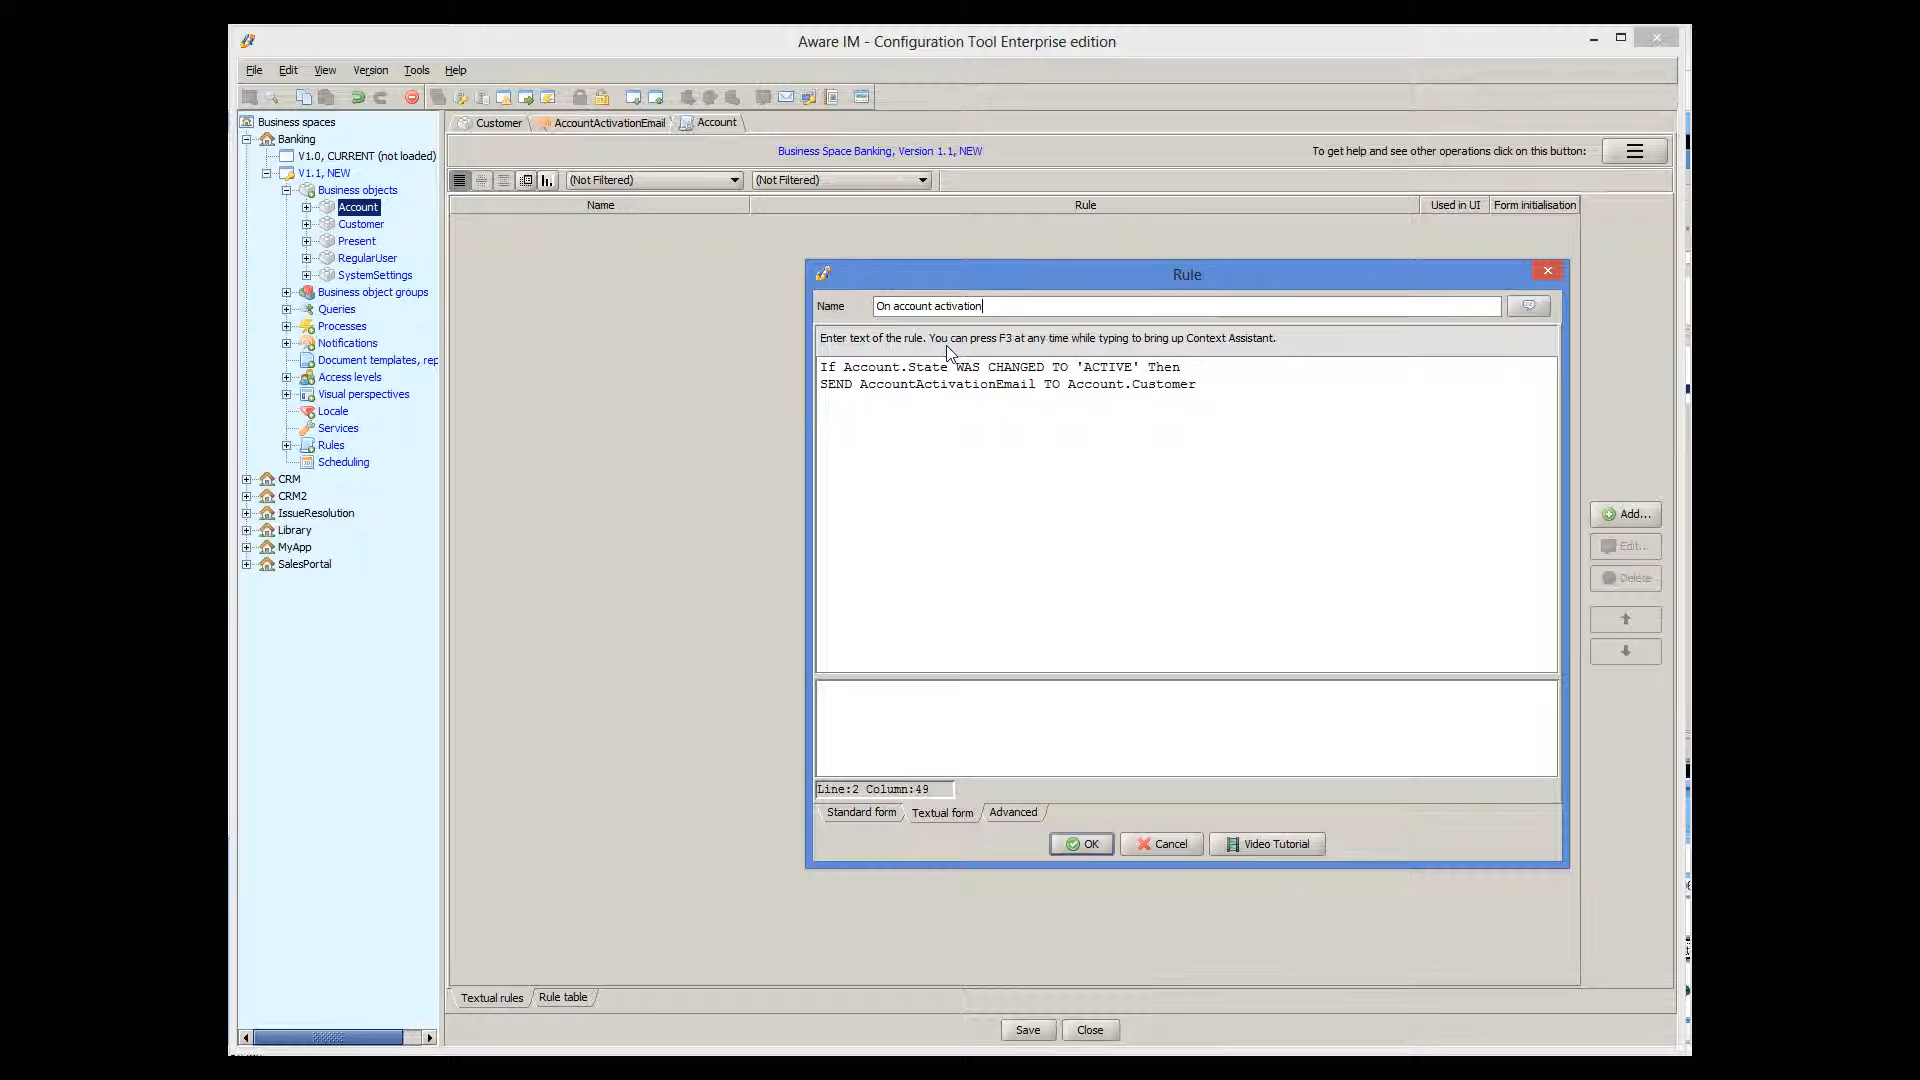 Aware IM - Configuration Tool Enterprise edition
File Edit View Version Tools Help
Business spaces
Banking
V1.0, CURRENT (not loaded)
V1.1, NEW
Business objects
Account
Customer
Present
RegularUser
SystemSettings
Business object groups
Queries
Processes
Notifications
Document templates, rep
Access levels
Visual perspectives
Locale
Services
Rules
Scheduling
CRM
CRM2
IssueResolution
Library
MyApp
SalesPortal
Customer AccountActivationEmail Account
Business Space Banking, Version 1.1, NEW
To get help and see other operations click on this button:
(Not Filtered) (Not Filtered)
Name Rule Used in UI Form initialisation
Rule
Name On account activation
Enter text of the rule. You can press F3 at any time while typing to bring up Context Assistant.
If Account.State WAS CHANGED TO 'ACTIVE' Then
SEND AccountActivationEmail TO Account.Customer
Line:2 Column:49
Standard form Textual form Advanced
OK Cancel Video Tutorial
Add...
Edit...
Delete
Textual rules Rule table
Save Close